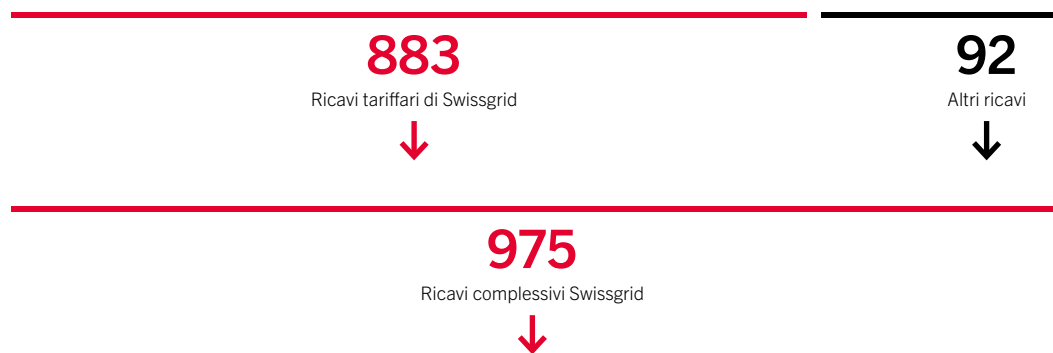 883
Ricavi tariffari di Swissgrid
92
Altri ricavi
975
Ricavi complessivi Swissgrid